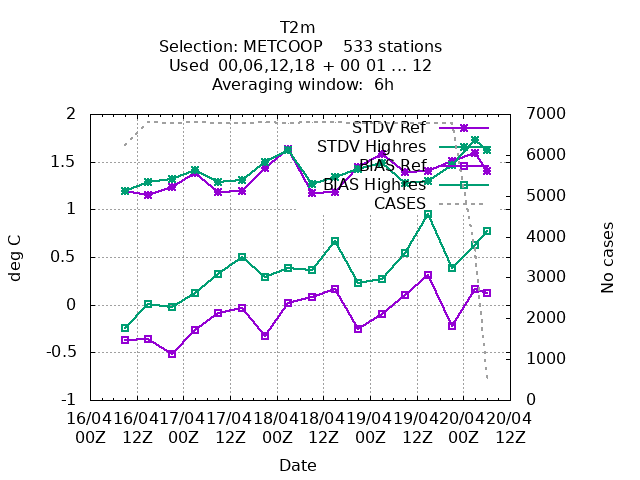 T2m
Selection: METCOOP    533 stations
Used  00,06,12,18 + 00 01 ... 12
Averaging window:  6h
STDV Ref
STDV Highres
BIAS Ref
BIAS Highres
CASES
deg C
2
1.5
1
0.5
0
-0.5
-1
7000
6000
5000
4000
3000
2000
1000
0
No cases
16/04 16/04 17/04 17/04 18/04 18/04 19/04 19/04 20/04 20/04
00Z 12Z 00Z 12Z 00Z 12Z 00Z 12Z 00Z 12Z
Date